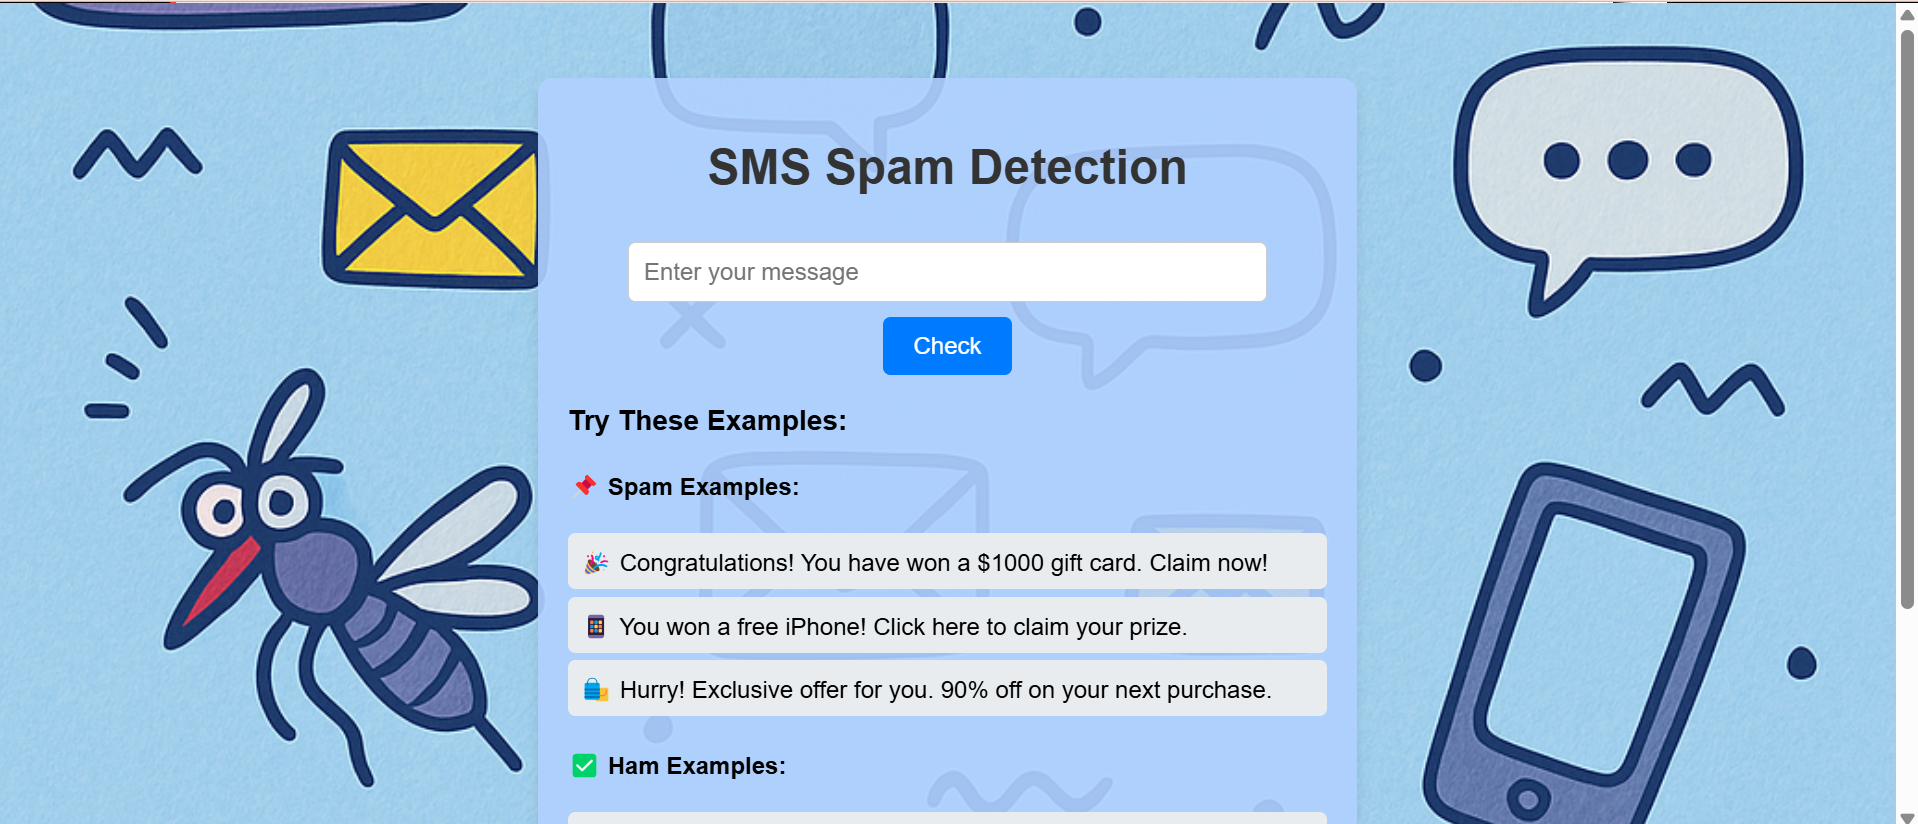 SMS Spam Detection
Enter your message
Check
Try These Examples:
📌 Spam Examples:
🎉 Congratulations! You have won a $1000 gift card. Claim now!
📱 You won a free iPhone! Click here to claim your prize.
🛍️ Hurry! Exclusive offer for you. 90% off on your next purchase.
✅ Ham Examples: